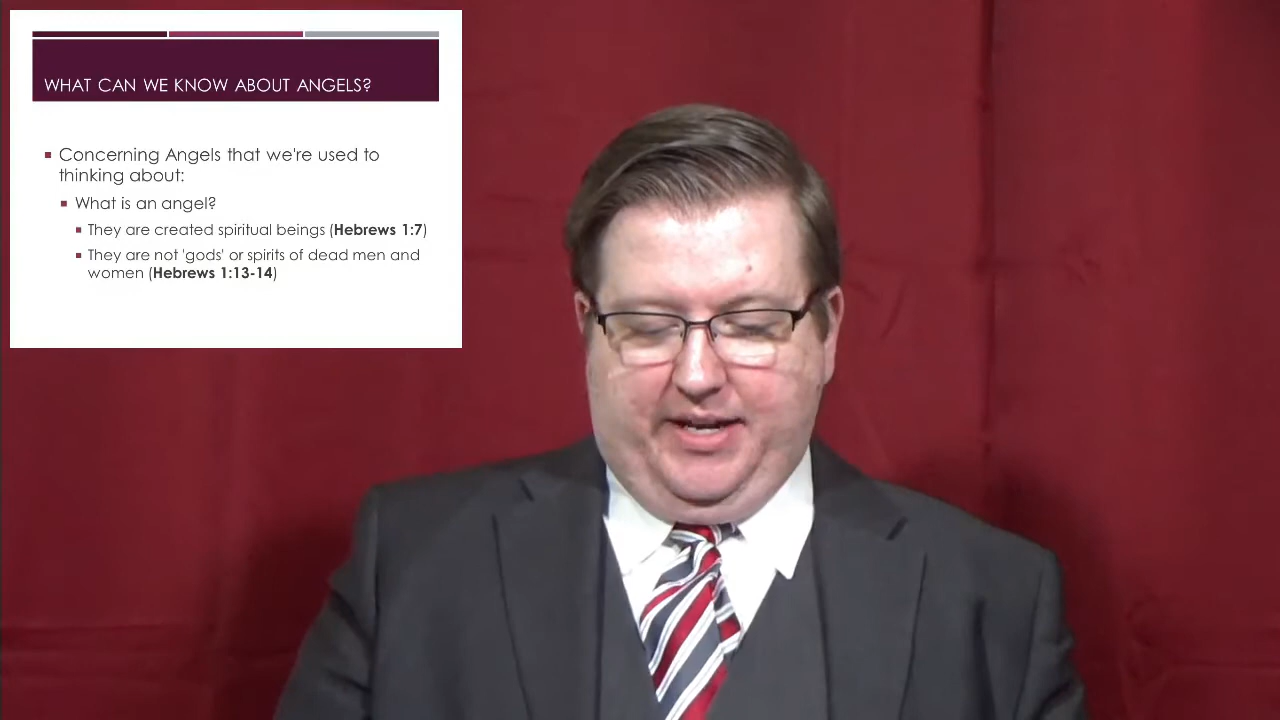 WHAT CAN WE KNOW ABOUT ANGELS?
▪ Concerning Angels that we're used to
thinking about:
▪ What is an angel?
▪ They are created spiritual beings (Hebrews 1:7)
▪ They are not 'gods' or spirits of dead men and
women (Hebrews 1:13-14)